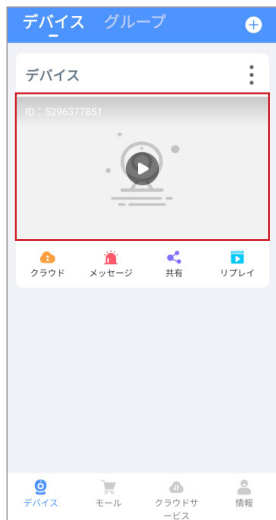 デバイス グループ
デバイス
ID：5296377851
クラウド メッセージ 共有 リプレイ
デバイス モール クラウドサ 情報
ービス